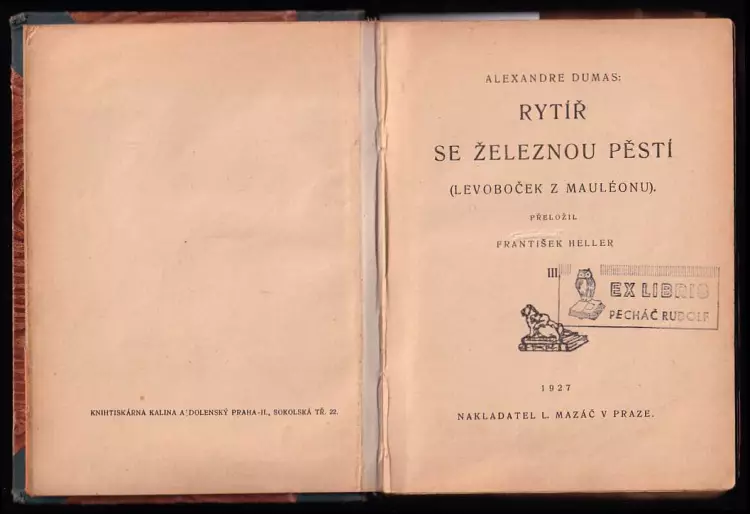 KNIHTISKÁRNA KALINA A DOLENSKÝ PRAHA-II., SOKOLSKÁ TŘ. 22.
ALEXANDRE DUMAS:
RYTÍŘ
SE ŽELEZNOU PĚSTÍ
(LEVOBOČEK Z MAULÉONU).
PŘELOŽIL
FRANTIŠEK HELLER
III.
EX LIBRIS
PECHÁČ RUDOLF
1927
NAKLADATEL L. MAZÁČ V PRAZE.